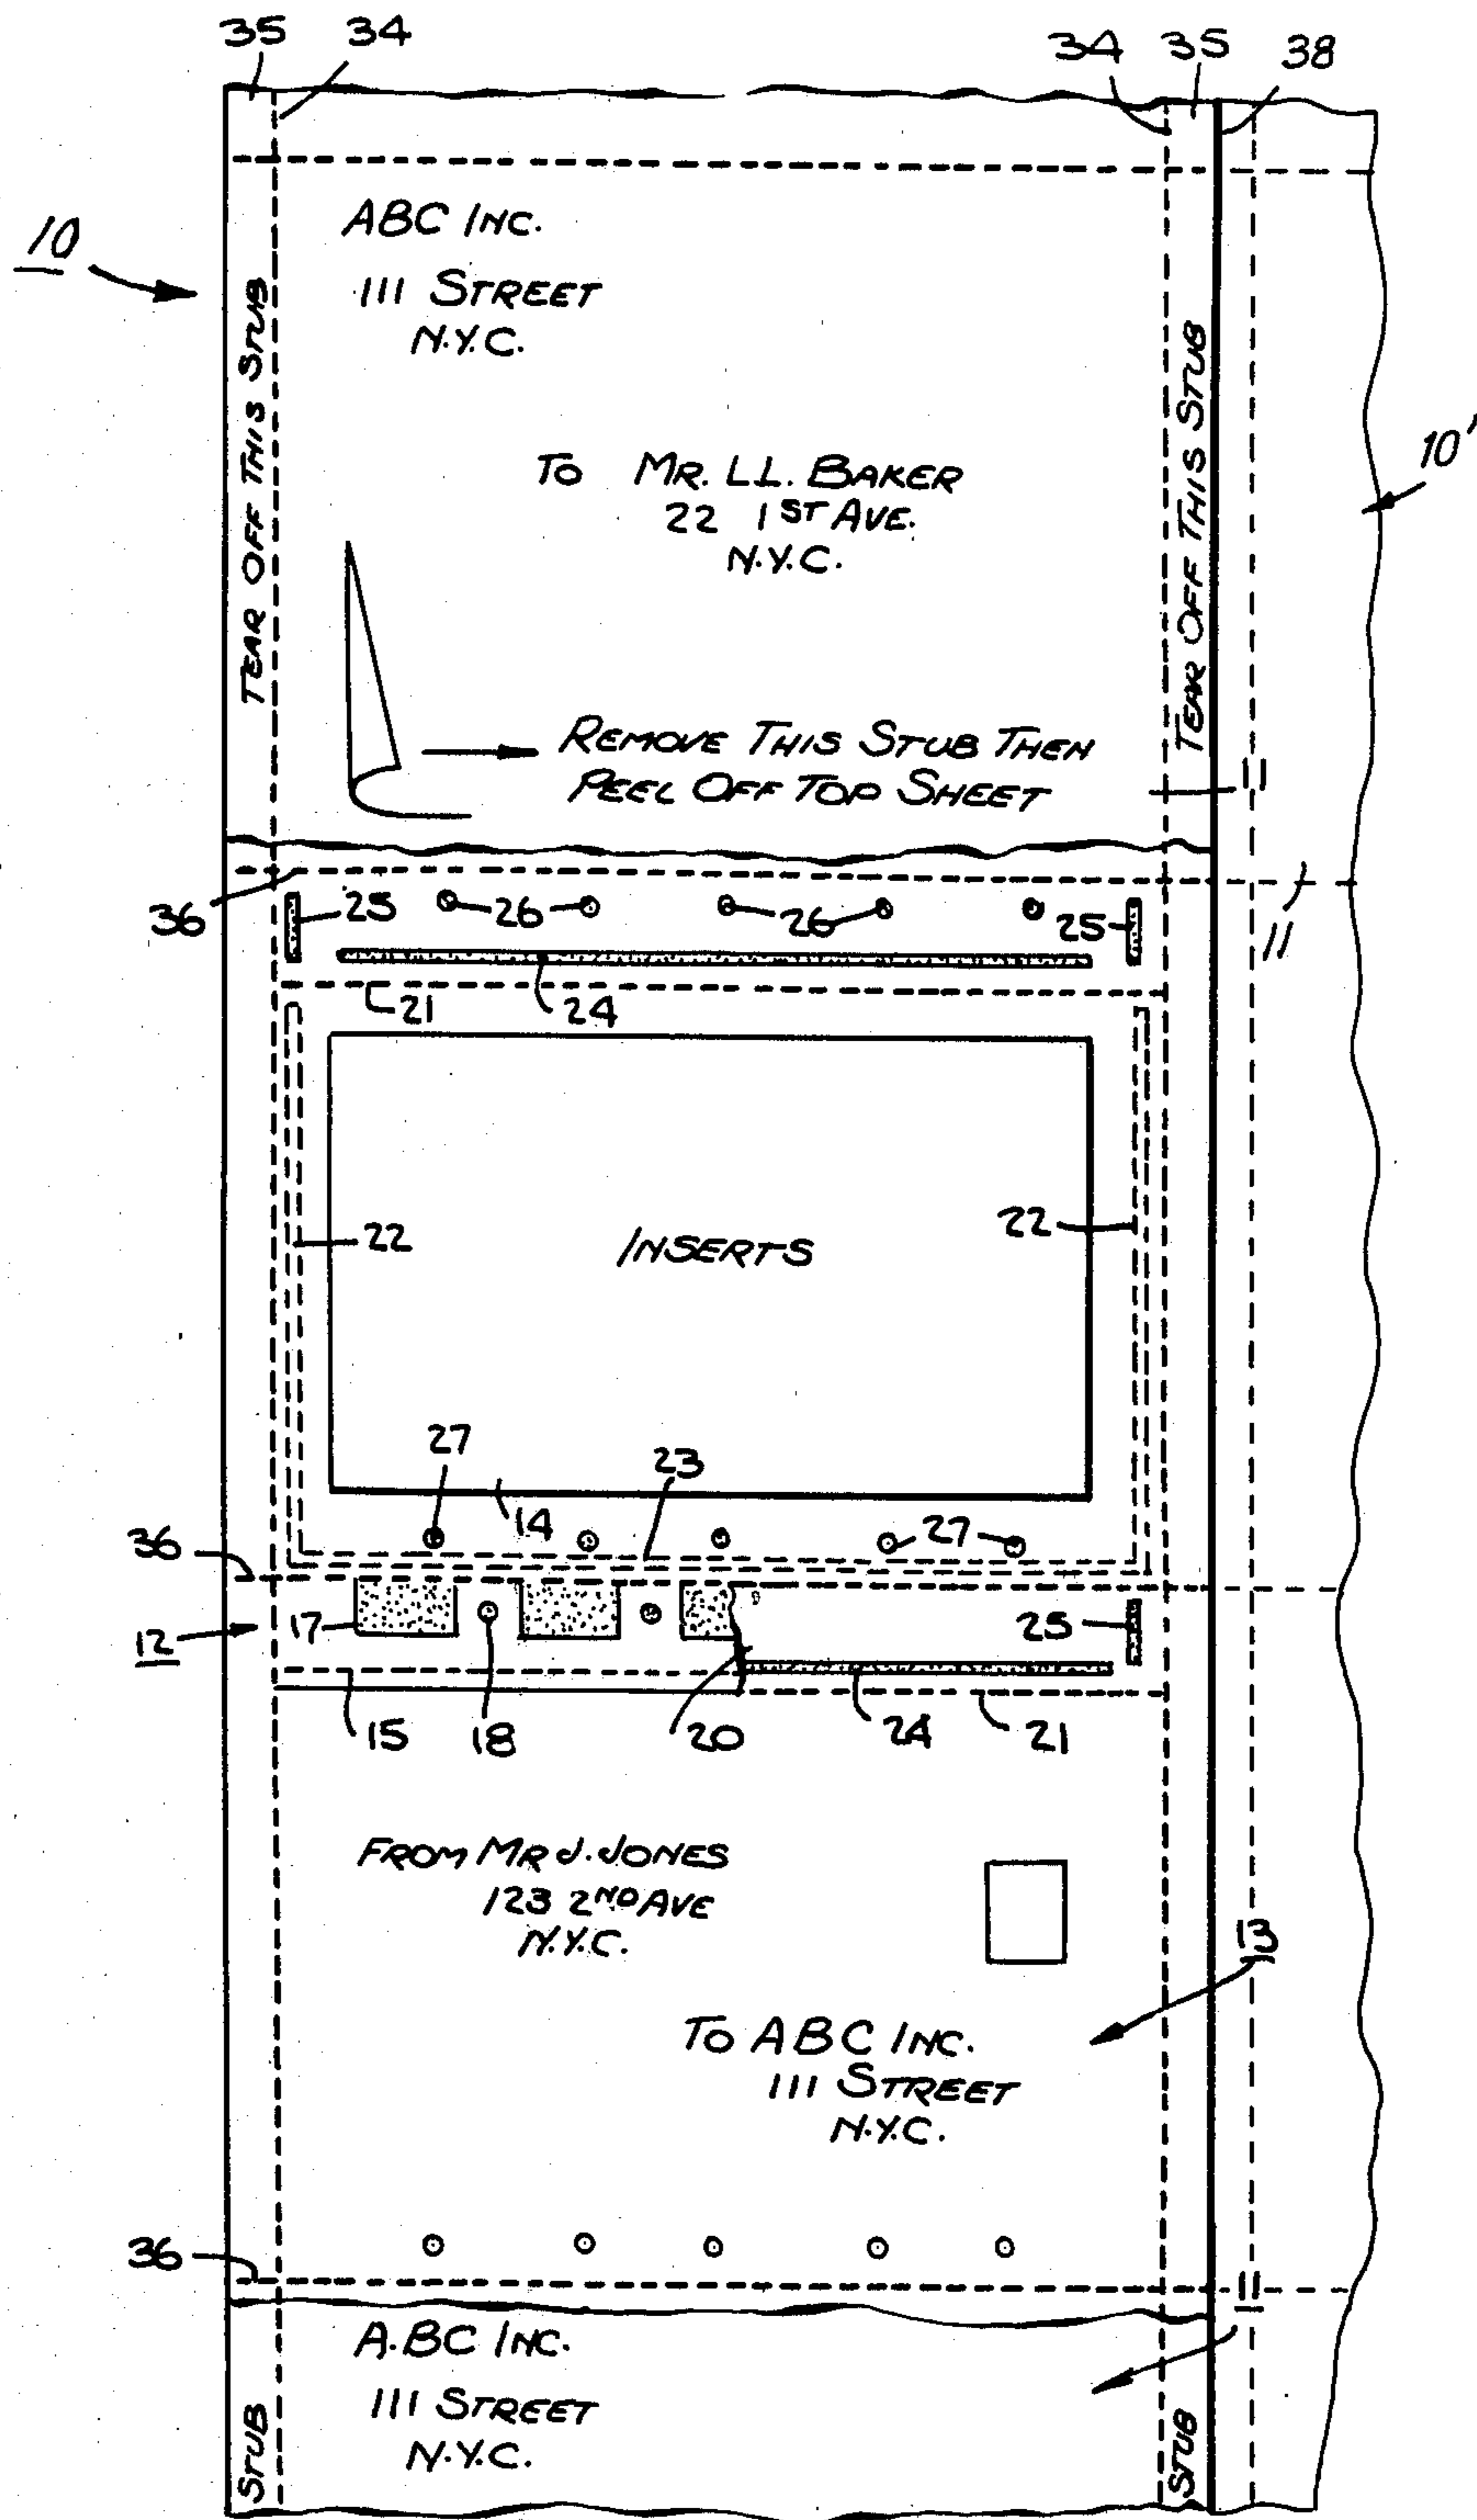 35 34 34 35 38
10
ABC INC.
111 STREET
N.Y.C.
TEAR OFF THIS STUB
TEAR OFF THIS STUB
10'
TO MR. LL. BAKER
22 1ST AVE.
N.Y.C.
REMOVE THIS STUB THEN
PEEL OFF TOP SHEET
11
36 25 26 26 25 11
21 24
22 INSERTS 22
27 23
14 27
36
12 17 25
15 18 20 24 21
FROM MR J. JONES
123 2ND AVE
N.Y.C.
13
TO ABC INC.
111 STREET
N.Y.C.
36 11
A.BC INC.
111 STREET
N.Y.C.
STUB
STUB